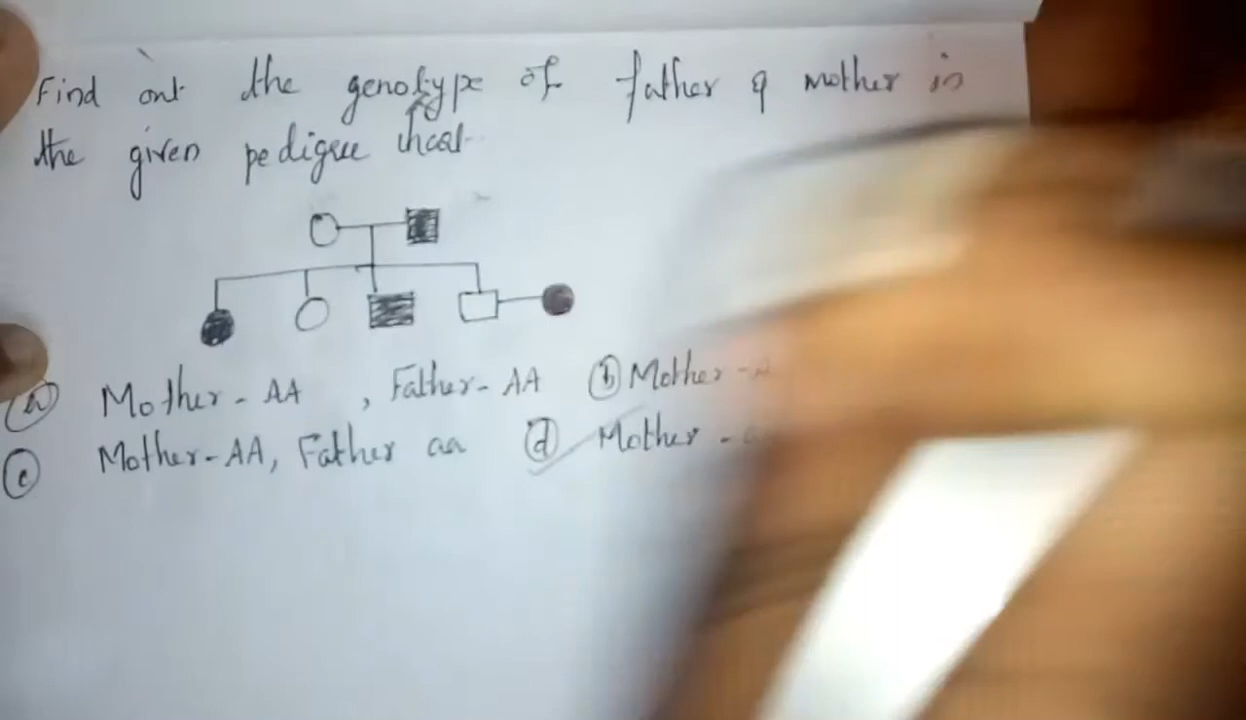 Find out the genotype of father & mother in
the given pedigree chart
(a) Mother - AA , Father - AA (b) Mother - A
(c) Mother - AA, Father aa (d) Mother -